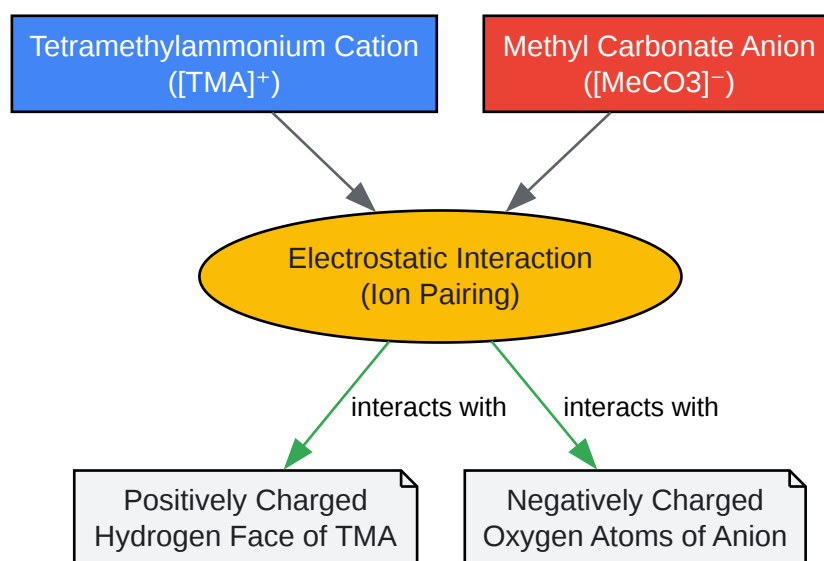 Tetramethylammonium Cation
([TMA]⁺)
Methyl Carbonate Anion
([MeCO3]⁻)
Electrostatic Interaction
(Ion Pairing)
interacts with
interacts with
Positively Charged
Hydrogen Face of TMA
Negatively Charged
Oxygen Atoms of Anion